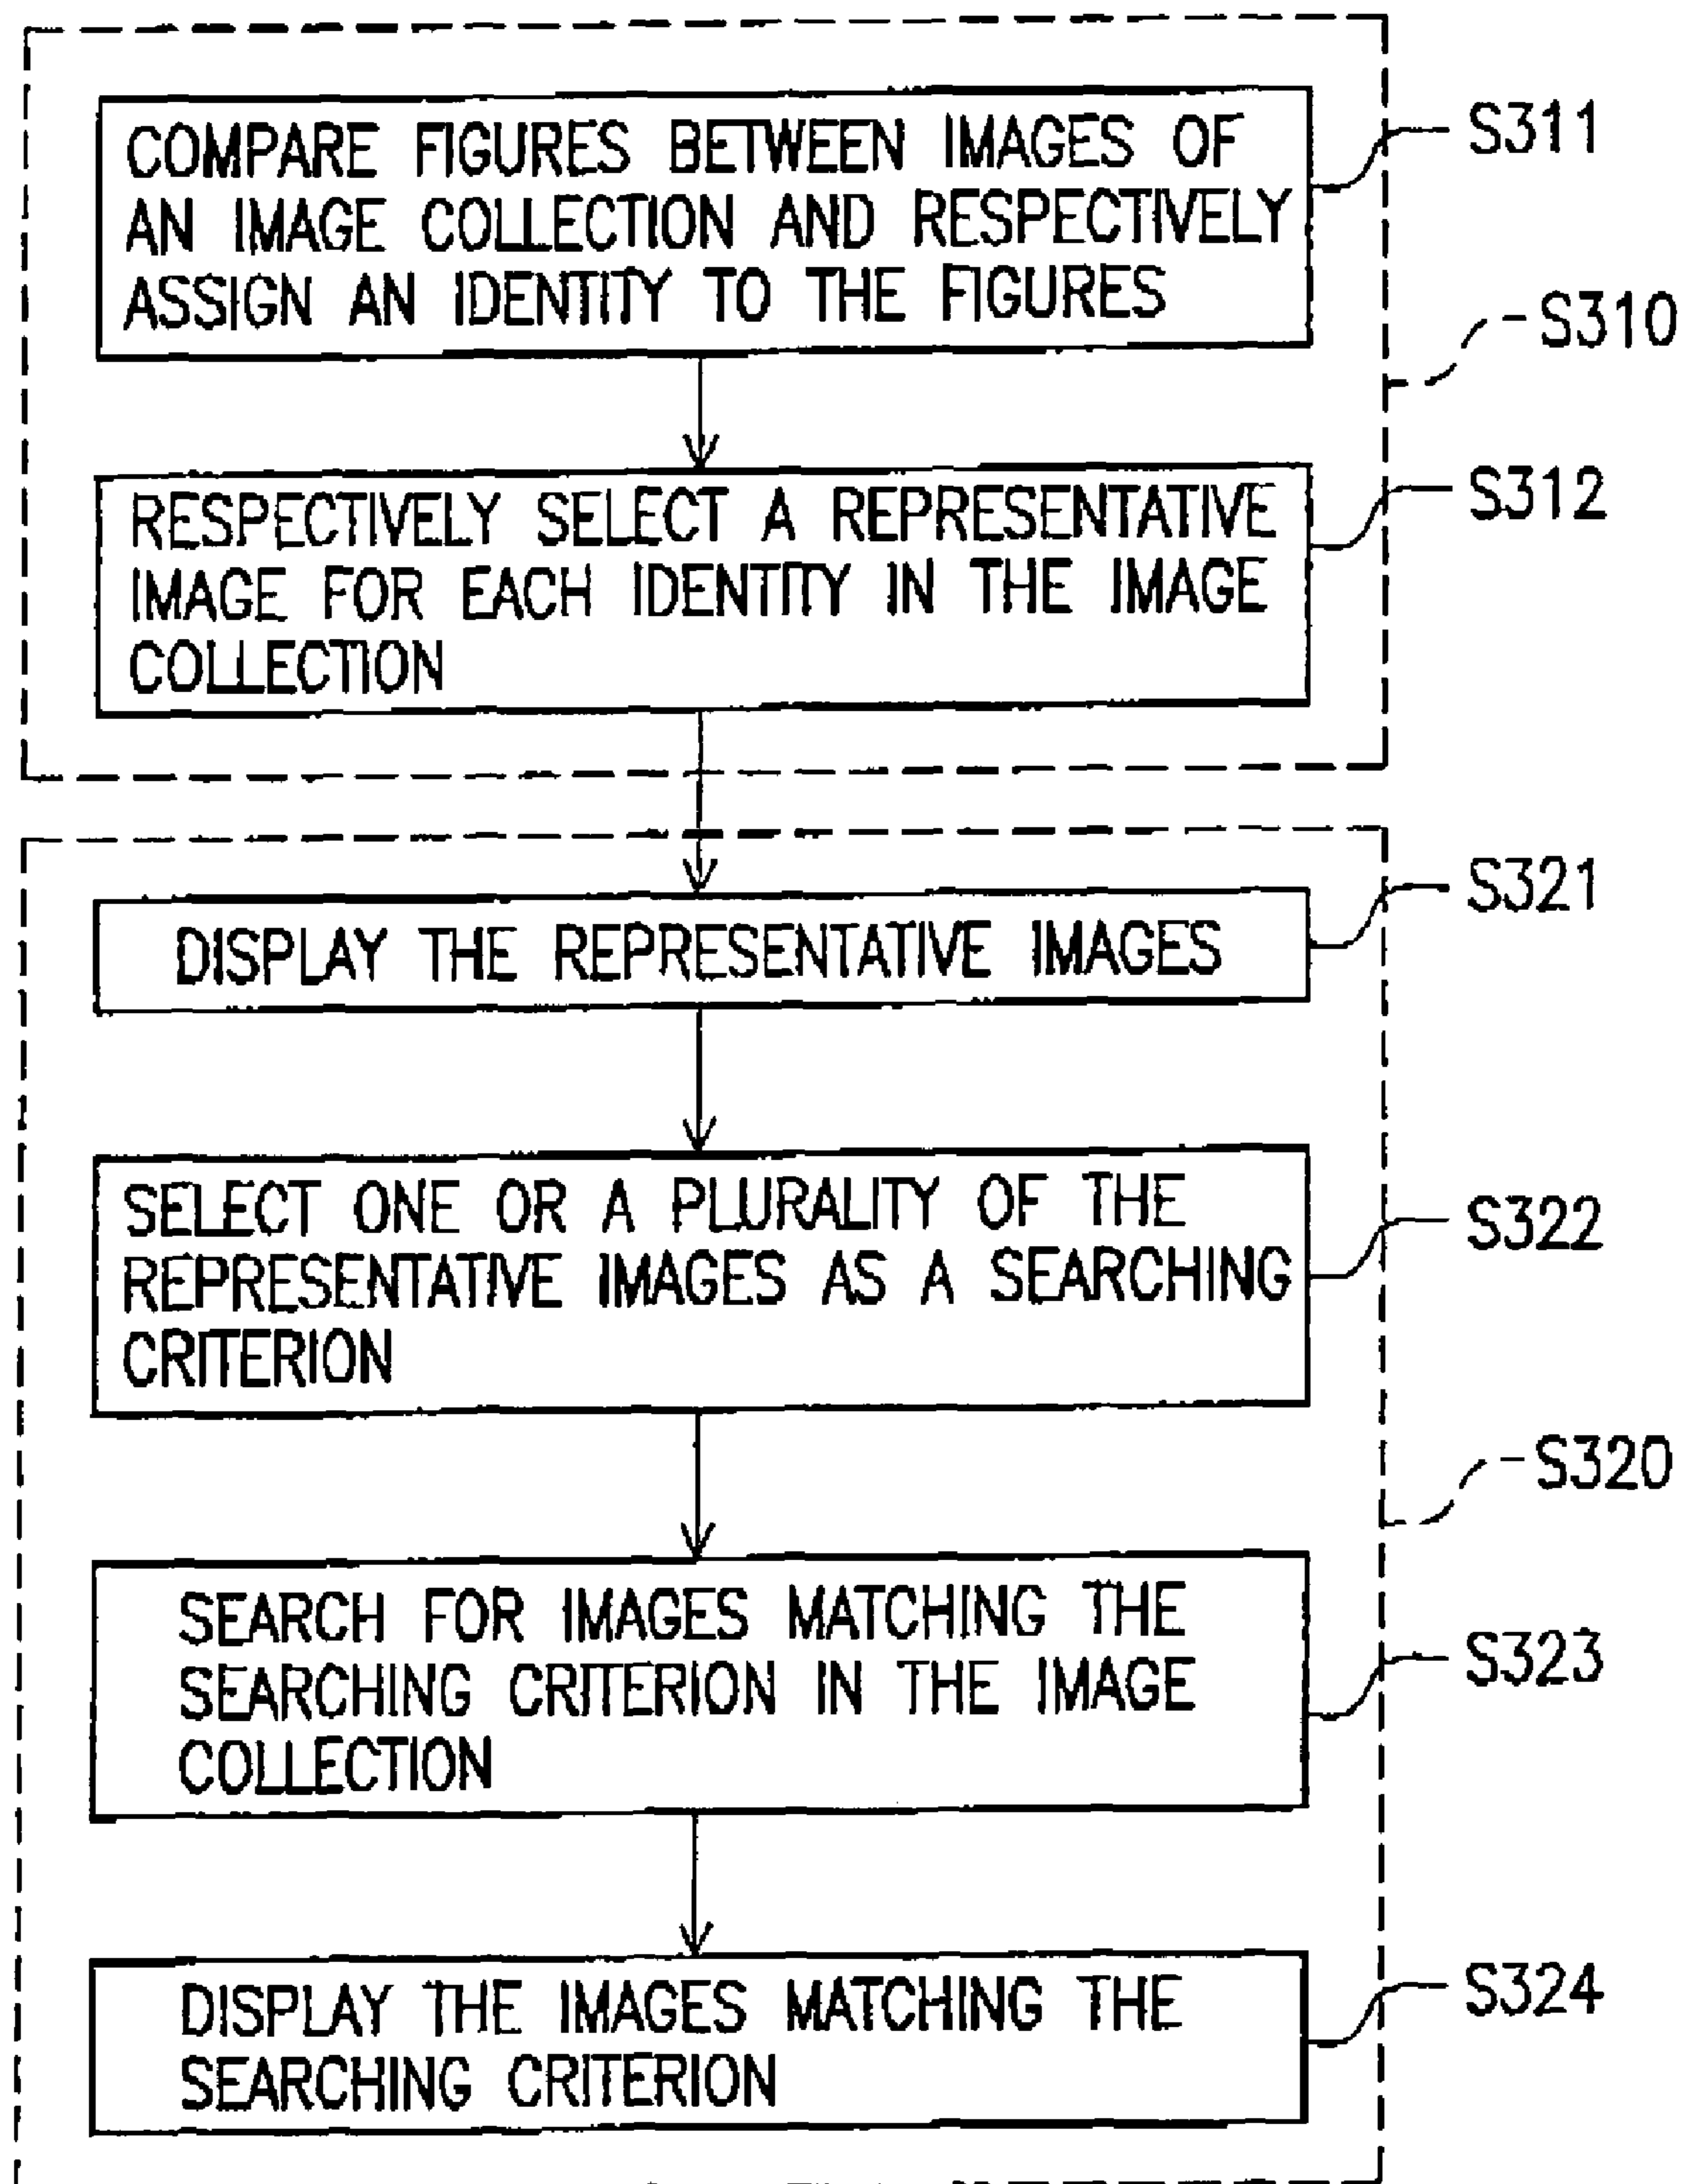 COMPARE FIGURES BETWEEN IMAGES OF
AN IMAGE COLLECTION AND RESPECTIVELY
ASSIGN AN IDENTITY TO THE FIGURES
S311
S310
RESPECTIVELY SELECT A REPRESENTATIVE
IMAGE FOR EACH IDENTITY IN THE IMAGE
COLLECTION
S312
DISPLAY THE REPRESENTATIVE IMAGES
S321
SELECT ONE OR A PLURALITY OF THE
REPRESENTATIVE IMAGES AS A SEARCHING
CRITERION
S322
S320
SEARCH FOR IMAGES MATCHING THE
SEARCHING CRITERION IN THE IMAGE
COLLECTION
S323
DISPLAY THE IMAGES MATCHING THE
SEARCHING CRITERION
S324